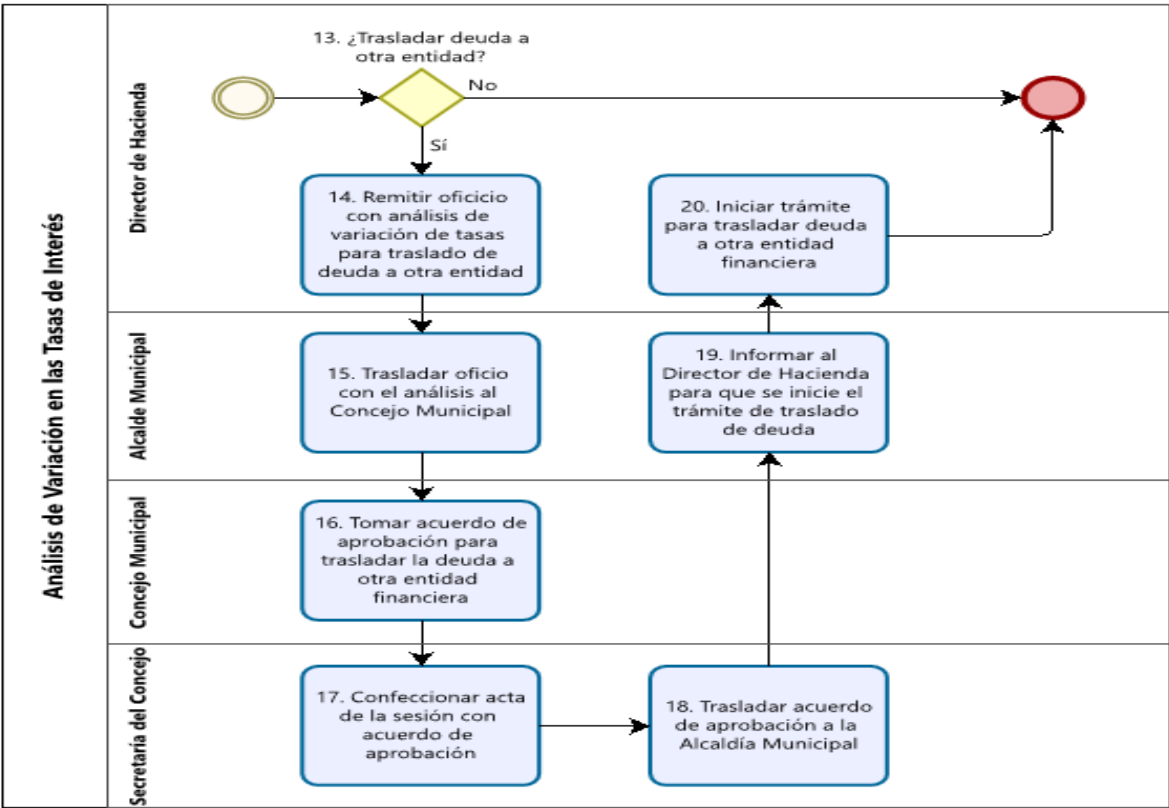 Análisis de Variación en las Tasas de Interés
Director de Hacienda
13. ¿Trasladar deuda a
otra entidad?
No
Sí
14. Remitir oficicio
con análisis de
variación de tasas
para traslado de
deuda a otra entidad
20. Iniciar trámite
para trasladar deuda
a otra entidad
financiera
Alcalde Municipal
15. Trasladar oficio
con el análisis al
Concejo Municipal
19. Informar al
Director de Hacienda
para que se inicie el
trámite de traslado
de deuda
Concejo Municipal
16. Tomar acuerdo de
aprobación para
trasladar la deuda a
otra entidad
financiera
Secretaría del Concejo
17. Confeccionar acta
de la sesión con
acuerdo de
aprobación
18. Trasladar acuerdo
de aprobación a la
Alcaldía Municipal